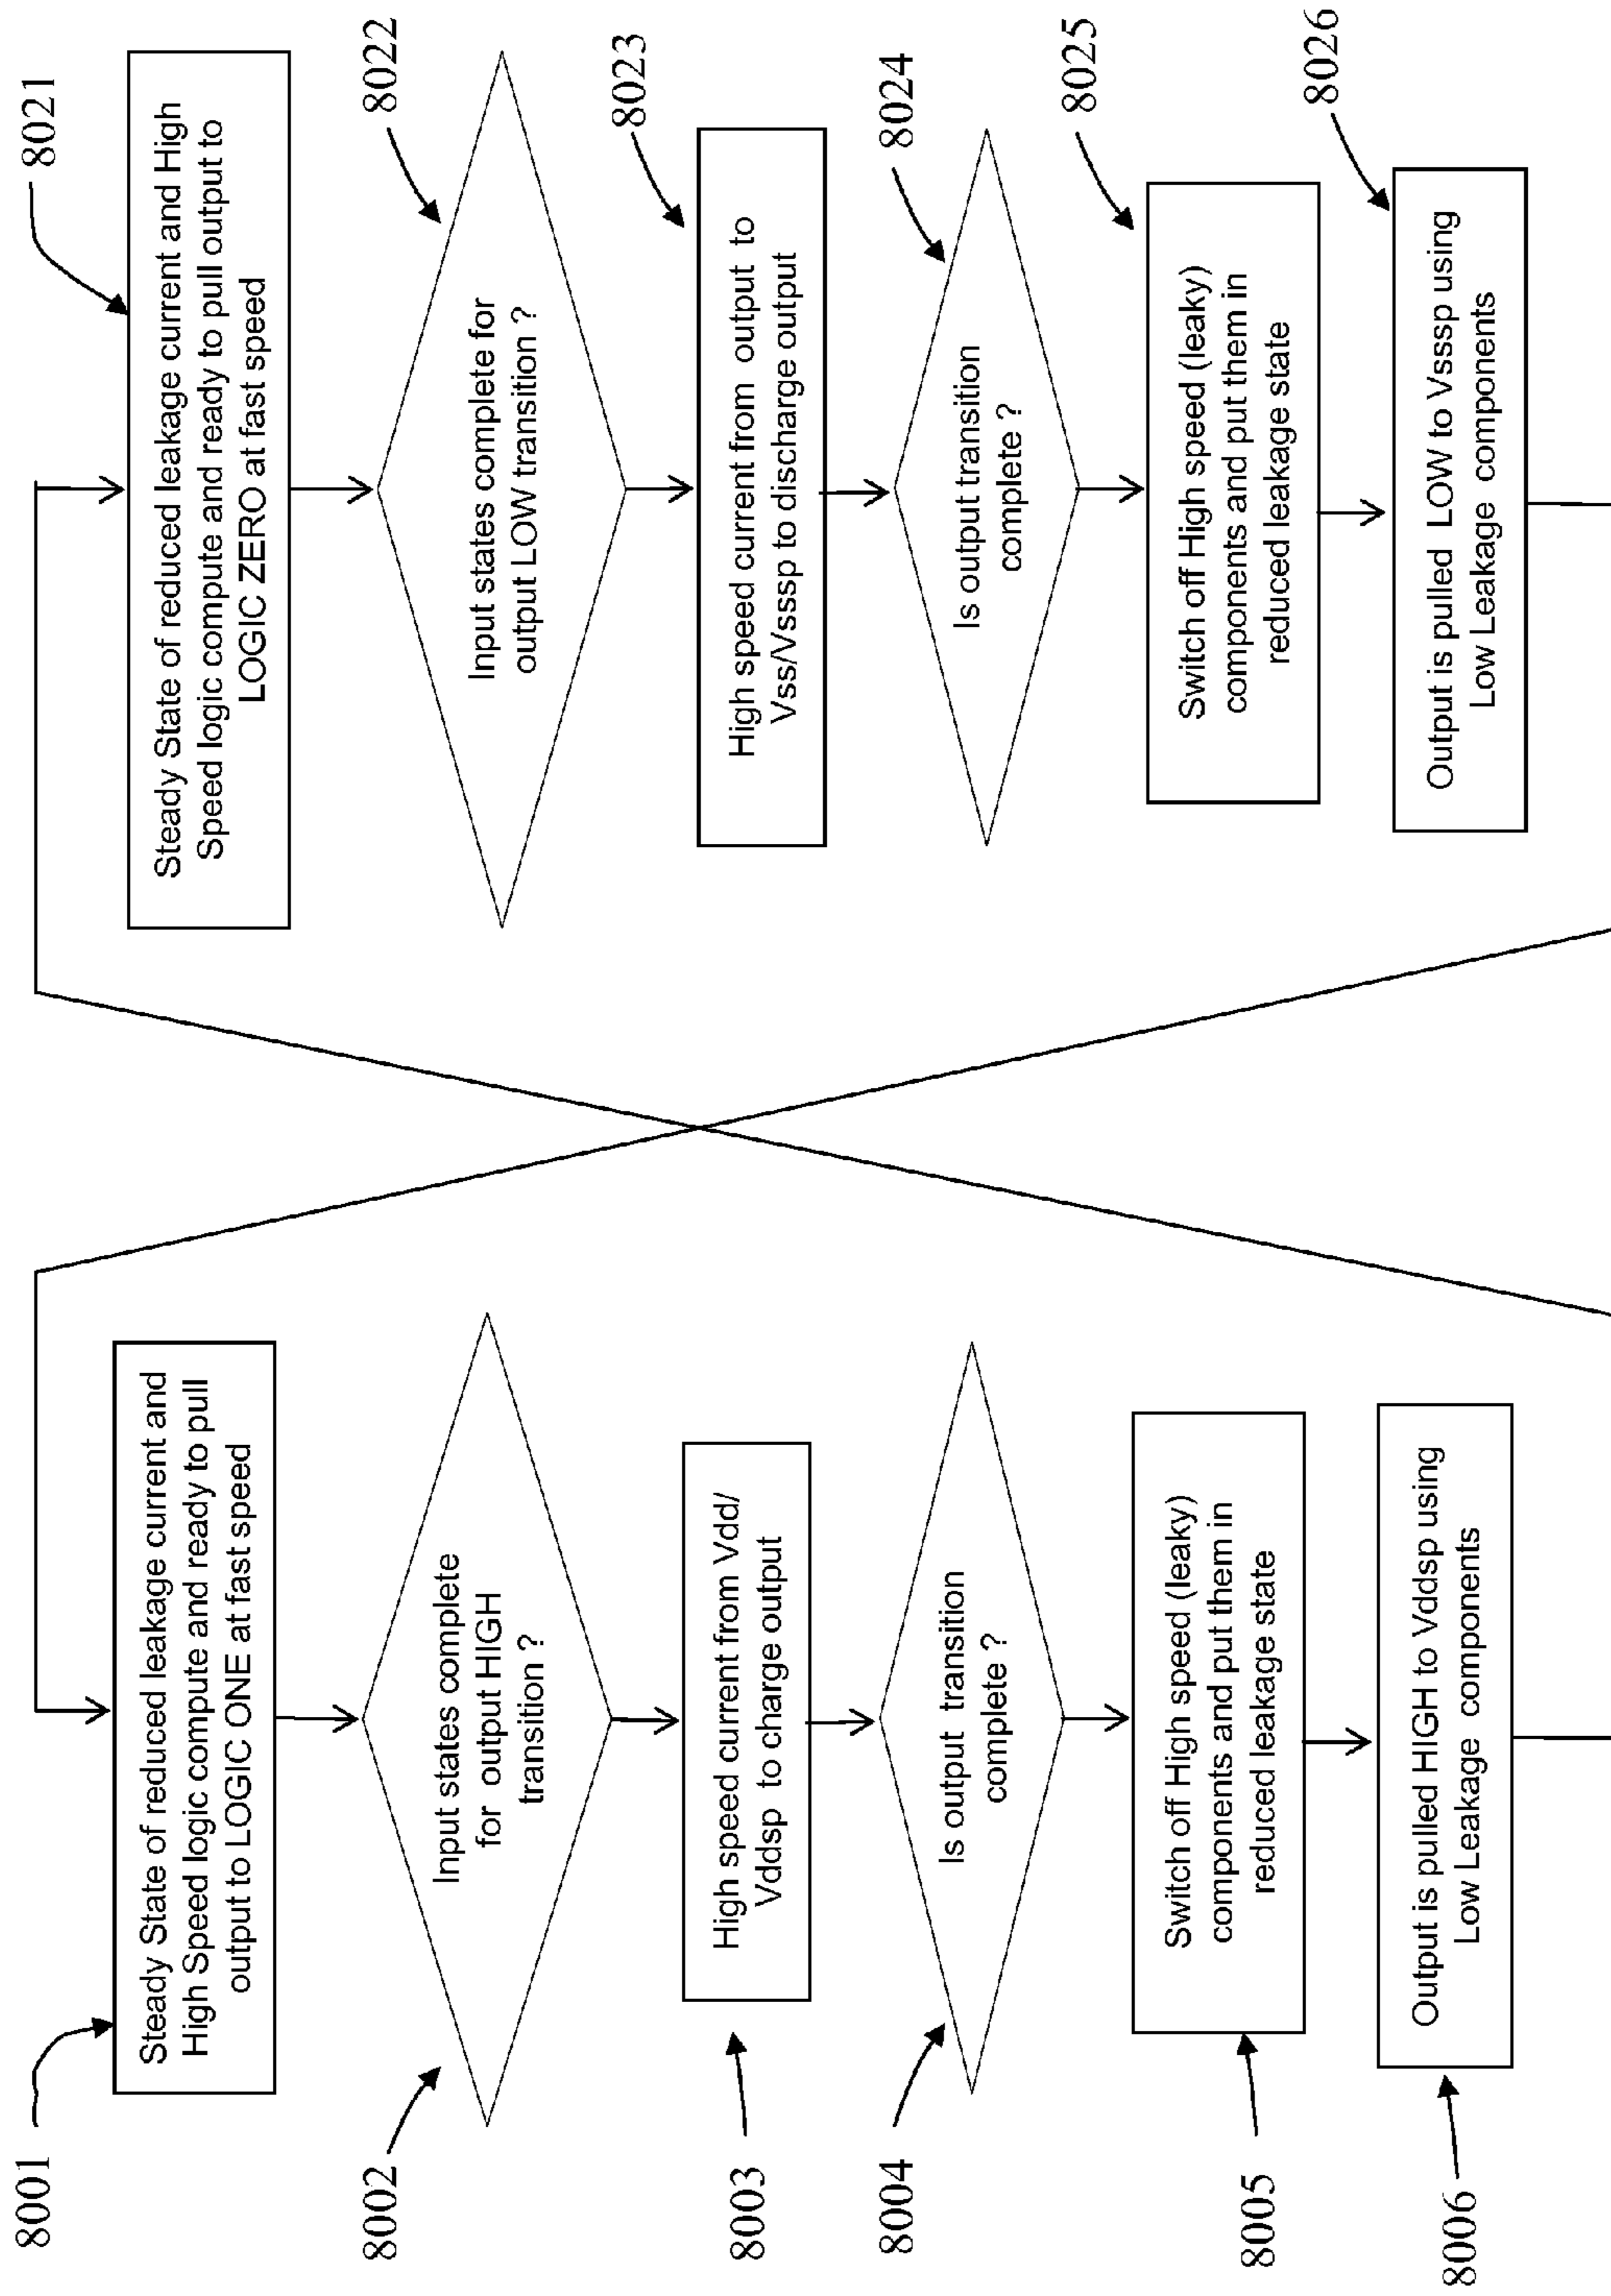 8001
Steady State of reduced leakage current and
High Speed logic compute and ready to pull
output to LOGIC ONE at fast speed
8002
Input states complete
for output HIGH
transition ?
8003
High speed current from Vdd/
Vddsp to charge output
8004
Is output transition
complete ?
8005
Switch off High speed (leaky)
components and put them in
reduced leakage state
8006
Output is pulled HIGH to Vddsp using
Low Leakage components
8021
Steady State of reduced leakage current and High
Speed logic compute and ready to pull output to
LOGIC ZERO at fast speed
8022
Input states complete for
output LOW transition ?
8023
High speed current from output to
Vss/Vsssp to discharge output
8024
Is output transition
complete ?
8025
Switch off High speed (leaky)
components and put them in
reduced leakage state
8026
Output is pulled LOW to Vsssp using
Low Leakage components